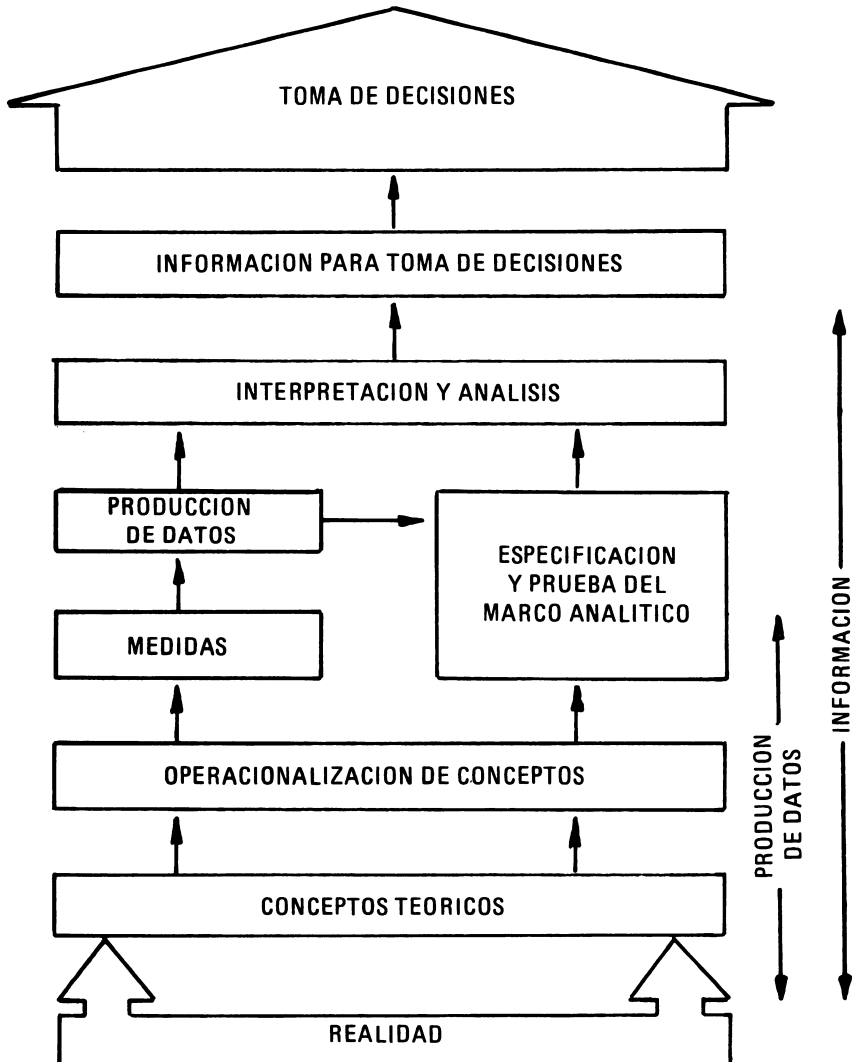 TOMA DE DECISIONES
INFORMACION PARA TOMA DE DECISIONES
INTERPRETACION Y ANALISIS
PRODUCCION
DE DATOS
ESPECIFICACION
Y PRUEBA DEL
MARCO ANALITICO
MEDIDAS
OPERACIONALIZACION DE CONCEPTOS
CONCEPTOS TEORICOS
REALIDAD
PRODUCCION
DE DATOS
INFORMACION